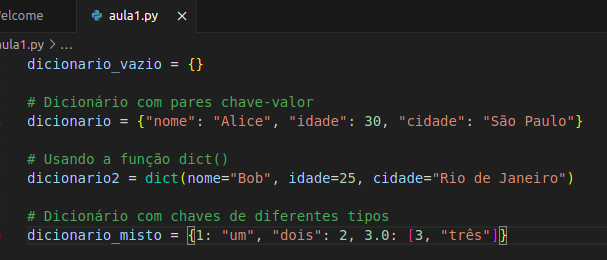 elcome
aula1.py
aula1.py > ...
dicionario_vazio = {}
# Dicionário com pares chave-valor
dicionario = {"nome": "Alice", "idade": 30, "cidade": "São Paulo"}
# Usando a função dict()
dicionario2 = dict(nome="Bob", idade=25, cidade="Rio de Janeiro")
# Dicionário com chaves de diferentes tipos
dicionario_misto = {1: "um", "dois": 2, 3.0: [3, "três"]}